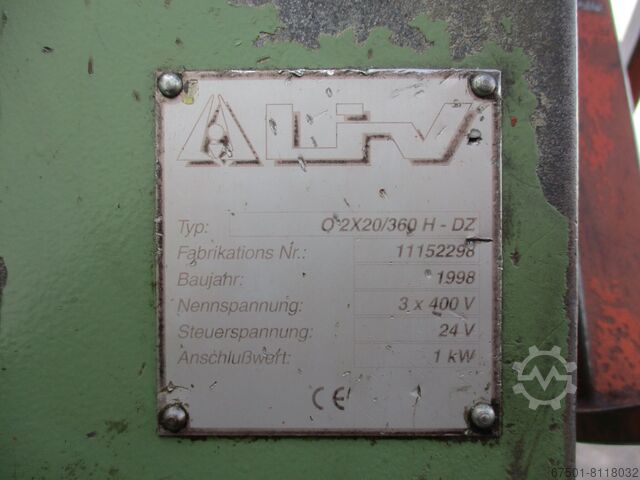 LIV
Typ: O 2X20/360 H - DZ
Fabrikations Nr.: 11152298
Baujahr: 1998
Nennspannung: 3 x 400 V
Steuerspannung: 24 V
Anschlußwert: 1 kW
CE
67501-8118032